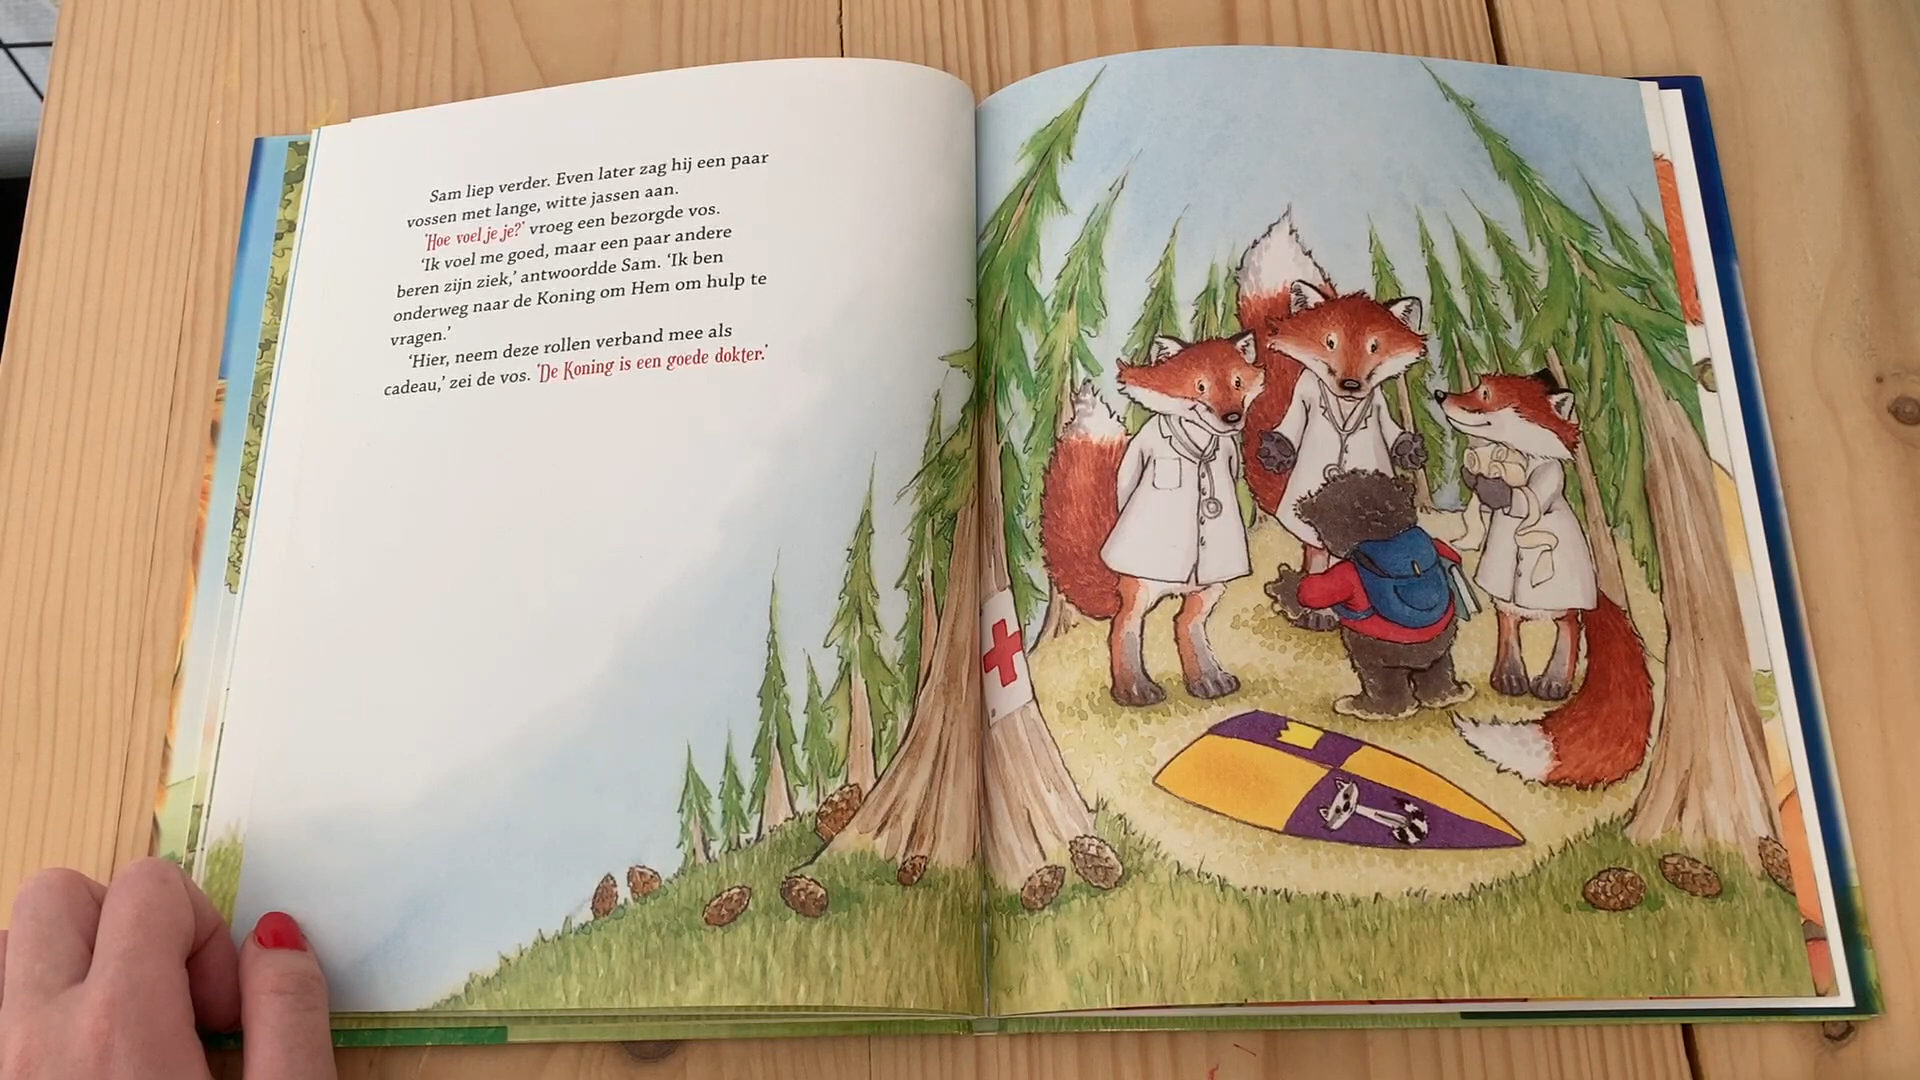 Sam liep verder. Even later zag hij een paar
vossen met lange, witte jassen aan.
'Hoe voel je je?' vroeg een bezorgde vos.
'Ik voel me goed, maar een paar andere
beren zijn ziek,' antwoordde Sam. 'Ik ben
onderweg naar de Koning om Hem om hulp te
vragen.'
'Hier, neem deze rollen verband mee als
cadeau,' zei de vos. 'De Koning is een goede dokter.'